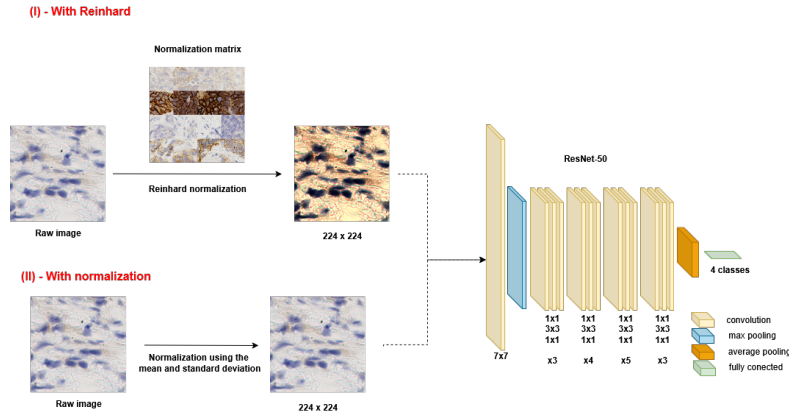 (I) - With Reinhard
Normalization matrix
Reinhard normalization
Raw image
224 x 224
(II) - With normalization
Normalization using the
mean and standard deviation
Raw image
224 x 224
ResNet-50
7x7
1x1 1x1 1x1 1x1
3x3 3x3 3x3 3x3
1x1 1x1 1x1 1x1
x3 x4 x5 x3
4 classes
convolution
max pooling
average pooling
fully conected